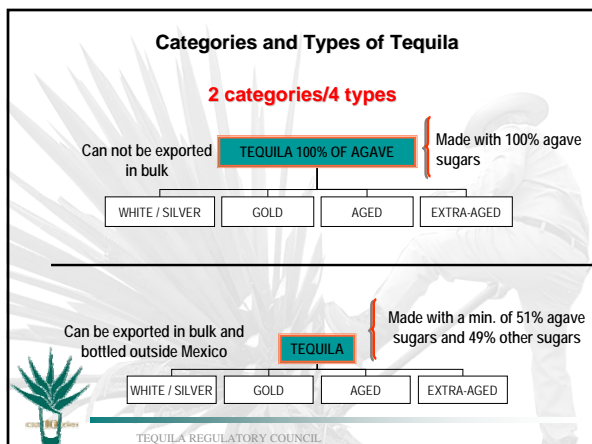 Categories and Types of Tequila
2 categories/4 types
Can not be exported
in bulk
TEQUILA 100% OF AGAVE
Made with 100% agave
sugars
WHITE / SILVER
GOLD
AGED
EXTRA-AGED
Can be exported in bulk and
bottled outside Mexico
TEQUILA
Made with a min. of 51% agave
sugars and 49% other sugars
WHITE / SILVER
GOLD
AGED
EXTRA-AGED
TEQUILA REGULATORY COUNCIL